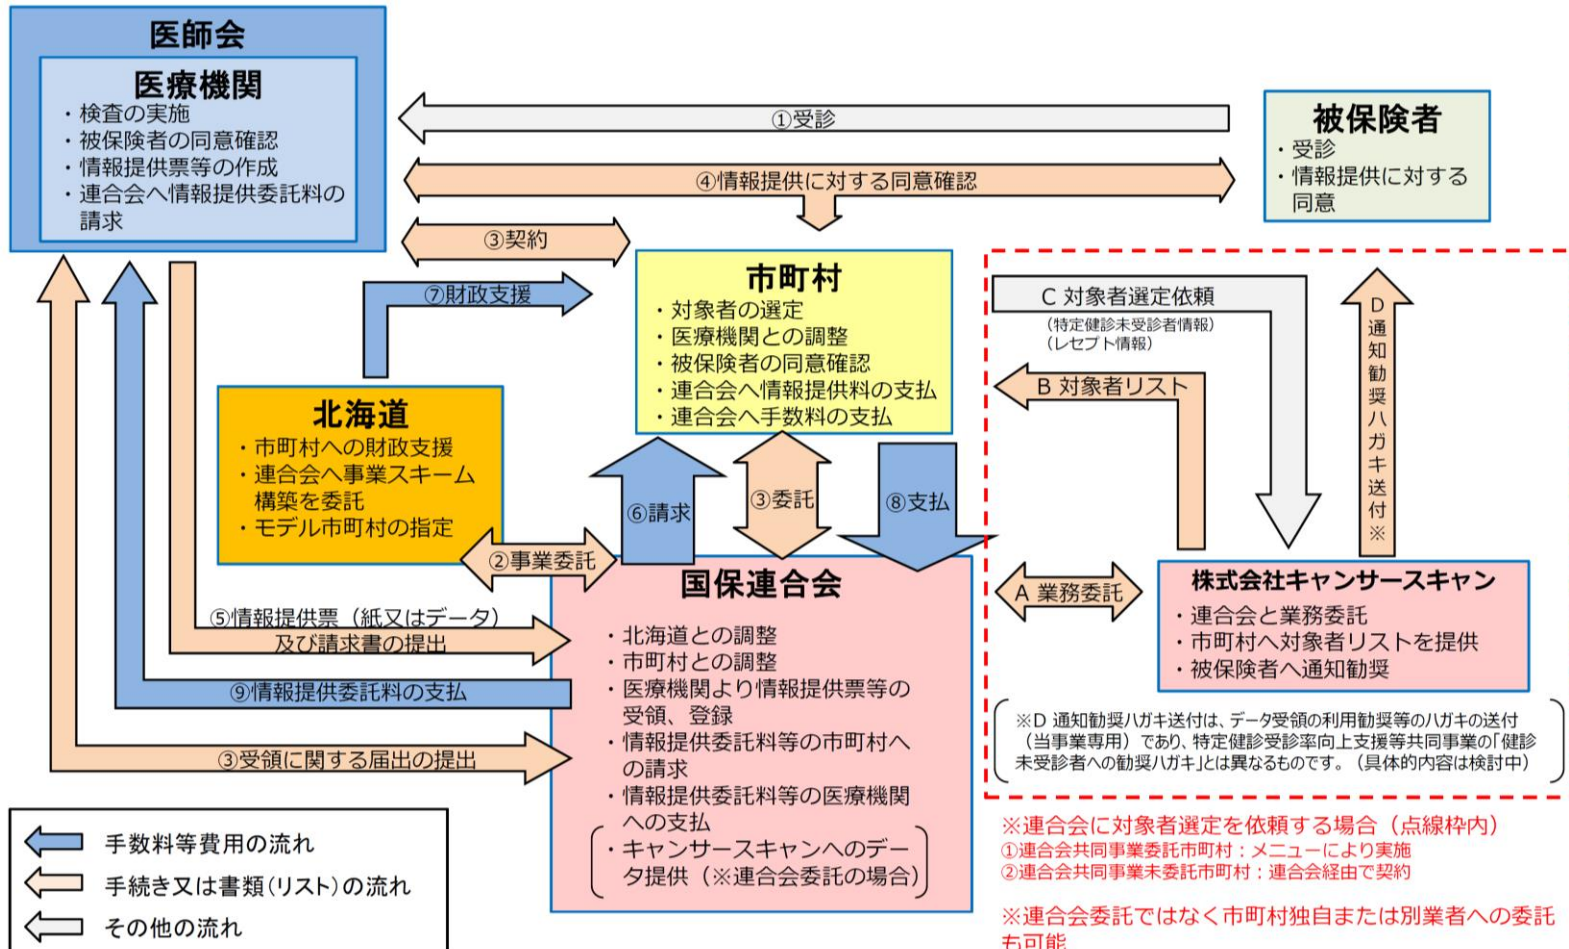 医師会
医療機関
・検査の実施
・被保険者の同意確認
・情報提供票等の作成
・連合会へ情報提供委託料の
請求
①受診
被保険者
・受診
・情報提供に対する
同意
④情報提供に対する同意確認
③契約
⑦財政支援
市町村
・対象者の選定
・医療機関との調整
・被保険者の同意確認
・連合会へ情報提供料の支払
・連合会へ手数料の支払
C 対象者選定依頼
(特定健診未受診者情報)
(レセプト情報)
B 対象者リスト
D通知勧奨ハガキ送付※
北海道
・市町村への財政支援
・連合会へ事業スキーム
構築を委託
・モデル市町村の指定
⑥請求
③委託
⑧支払
②事業委託
A 業務委託
国保連合会
・北海道との調整
・市町村との調整
・医療機関より情報提供票等の
受領、登録
・情報提供委託料等の市町村へ
の請求
・情報提供委託料等の医療機関
への支払
・キャンサースキャンへのデー
タ提供（※連合会委託の場合）
株式会社キャンサースキャン
・連合会と業務委託
・市町村へ対象者リストを提供
・被保険者へ通知勧奨
⑤情報提供票（紙又はデータ）
及び請求書の提出
⑨情報提供委託料の支払
③受領に関する届出の提出
※D 通知勧奨ハガキ送付は、データ受領の利用勧奨等のハガキの送付
（当事業専用）であり、特定健診受診率向上支援等共同事業の「健診
未受診者への勧奨ハガキ」とは異なるものです。（具体的内容は検討中）
手数料等費用の流れ
手続き又は書類(リスト)の流れ
その他の流れ
※連合会に対象者選定を依頼する場合（点線枠内）
①連合会共同事業委託市町村：メニューにより実施
②連合会共同事業未委託市町村：連合会経由で契約
※連合会委託ではなく市町村独自または別業者への委託
も可能